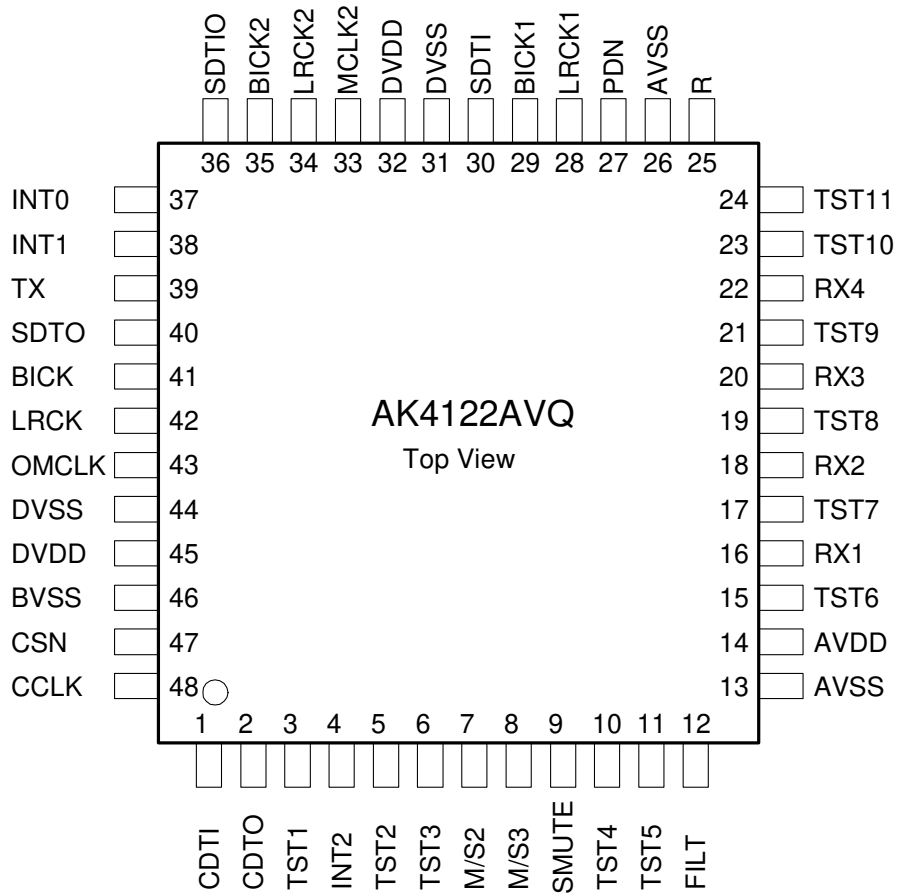 SDTIO BICK2 LRCK2 MCLK2 DVDD DVSS SDTI BICK1 LRCK1 PDN AVSS R
36 35 34 33 32 31 30 29 28 27 26 25
INT0 37 24 TST11
INT1 38 23 TST10
TX 39 22 RX4
SDTO 40 21 TST9
BICK 41 20 RX3
LRCK 42 19 TST8
AK4122AVQ
Top View
OMCLK 43 18 RX2
DVSS 44 17 TST7
DVDD 45 16 RX1
BVSS 46 15 TST6
CSN 47 14 AVDD
CCLK 48 13 AVSS
1 2 3 4 5 6 7 8 9 10 11 12
CDTI CDTO TST1 INT2 TST2 TST3 M/S2 M/S3 SMUTE TST4 TST5 FILT